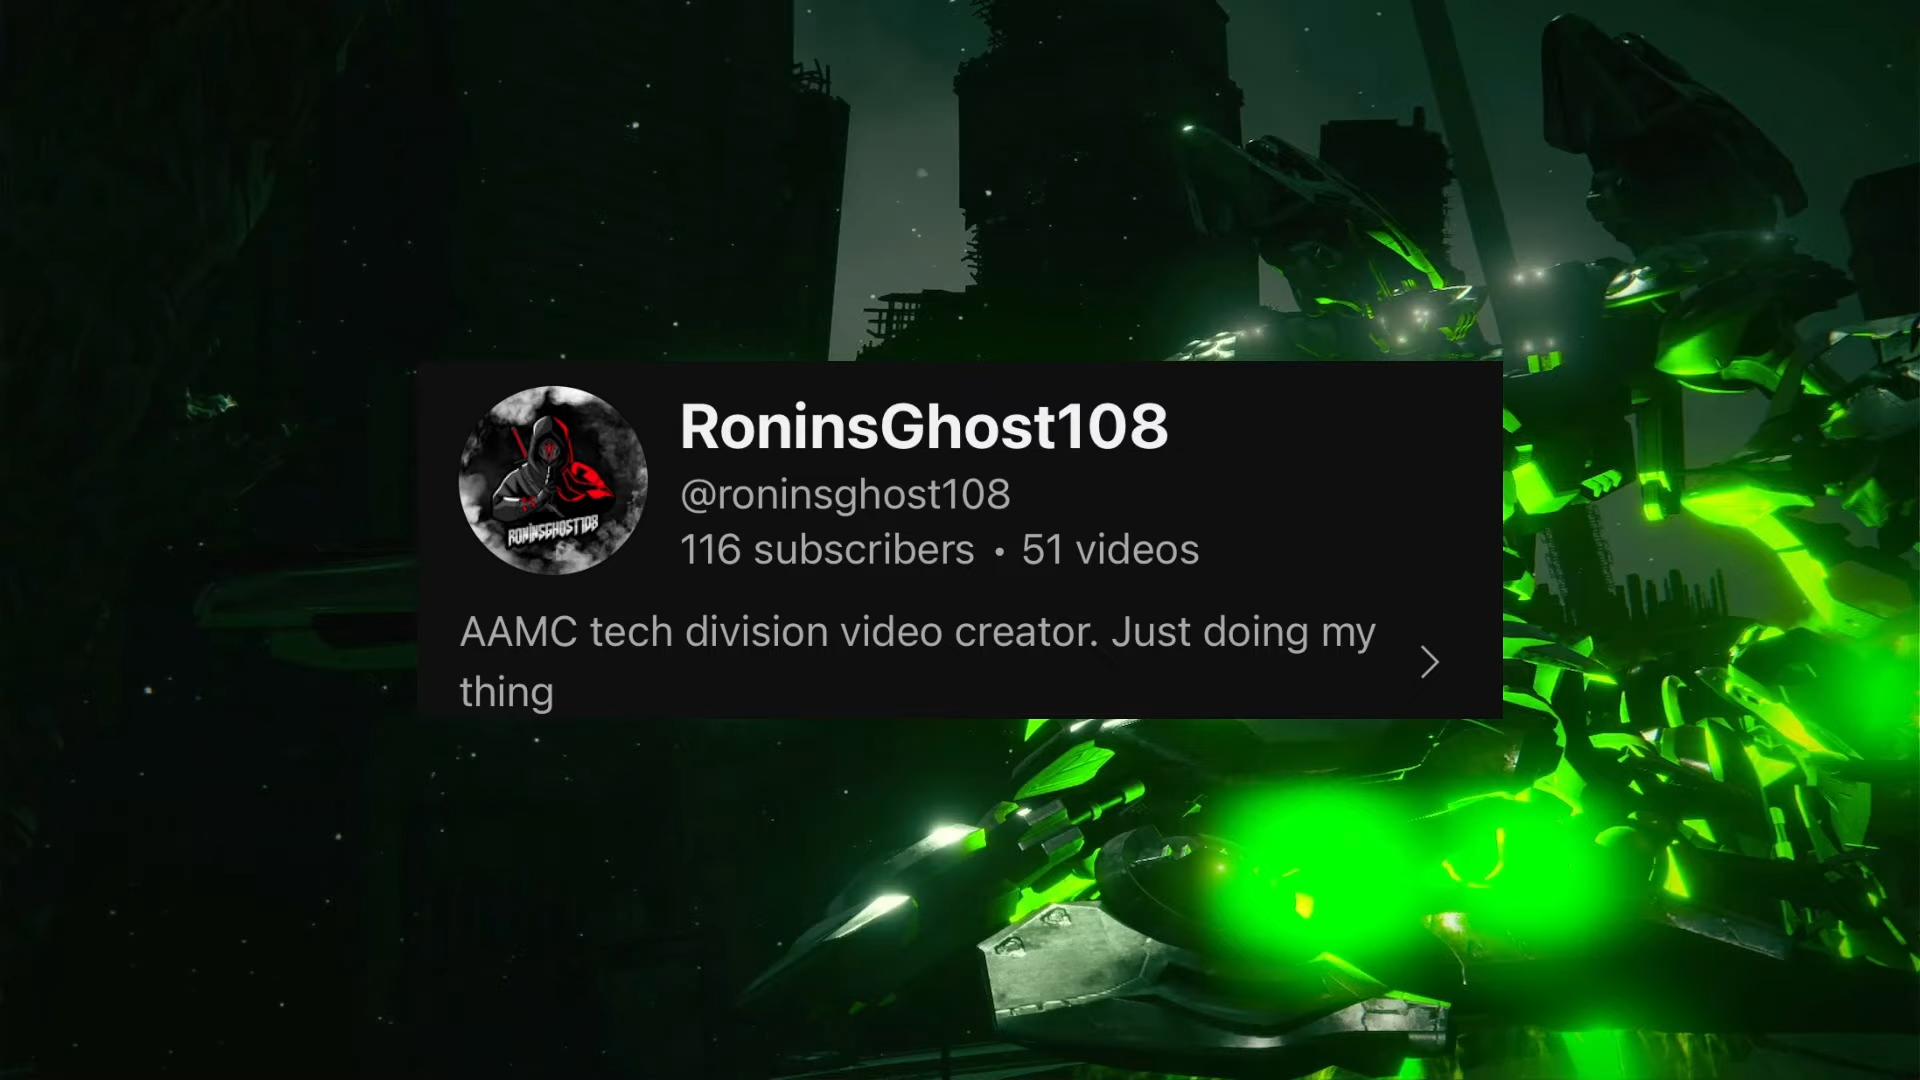 RoninsGhost108
@roninsghost108
116 subscribers • 51 videos
RONINSGHOST108
AAMC tech division video creator. Just doing my
thing